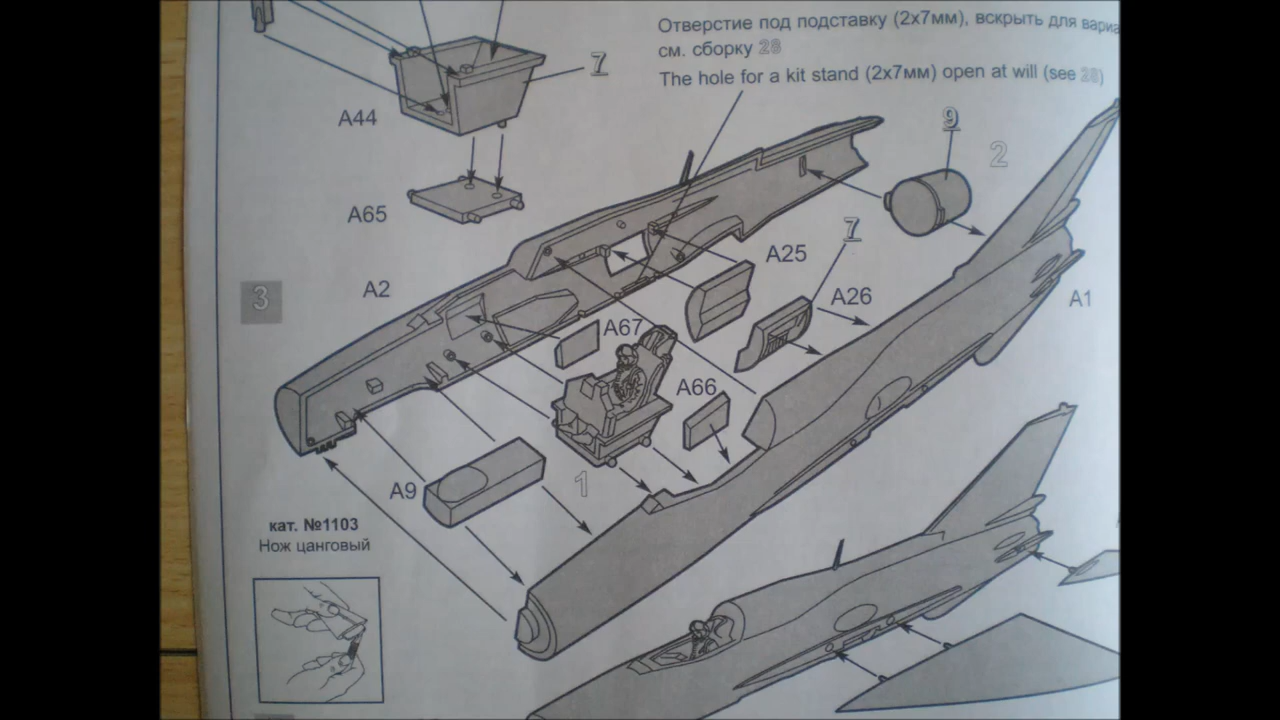 Отверстие под подставку (2х7мм), вскрыть для вариа
см. сборку 28
The hole for a kit stand (2х7мм) open at will (see 28)
7
A44
9
2
A65
7
A25
3
A2
A26
A1
A67
A66
A9
1
кат. №1103
Нож цанговый